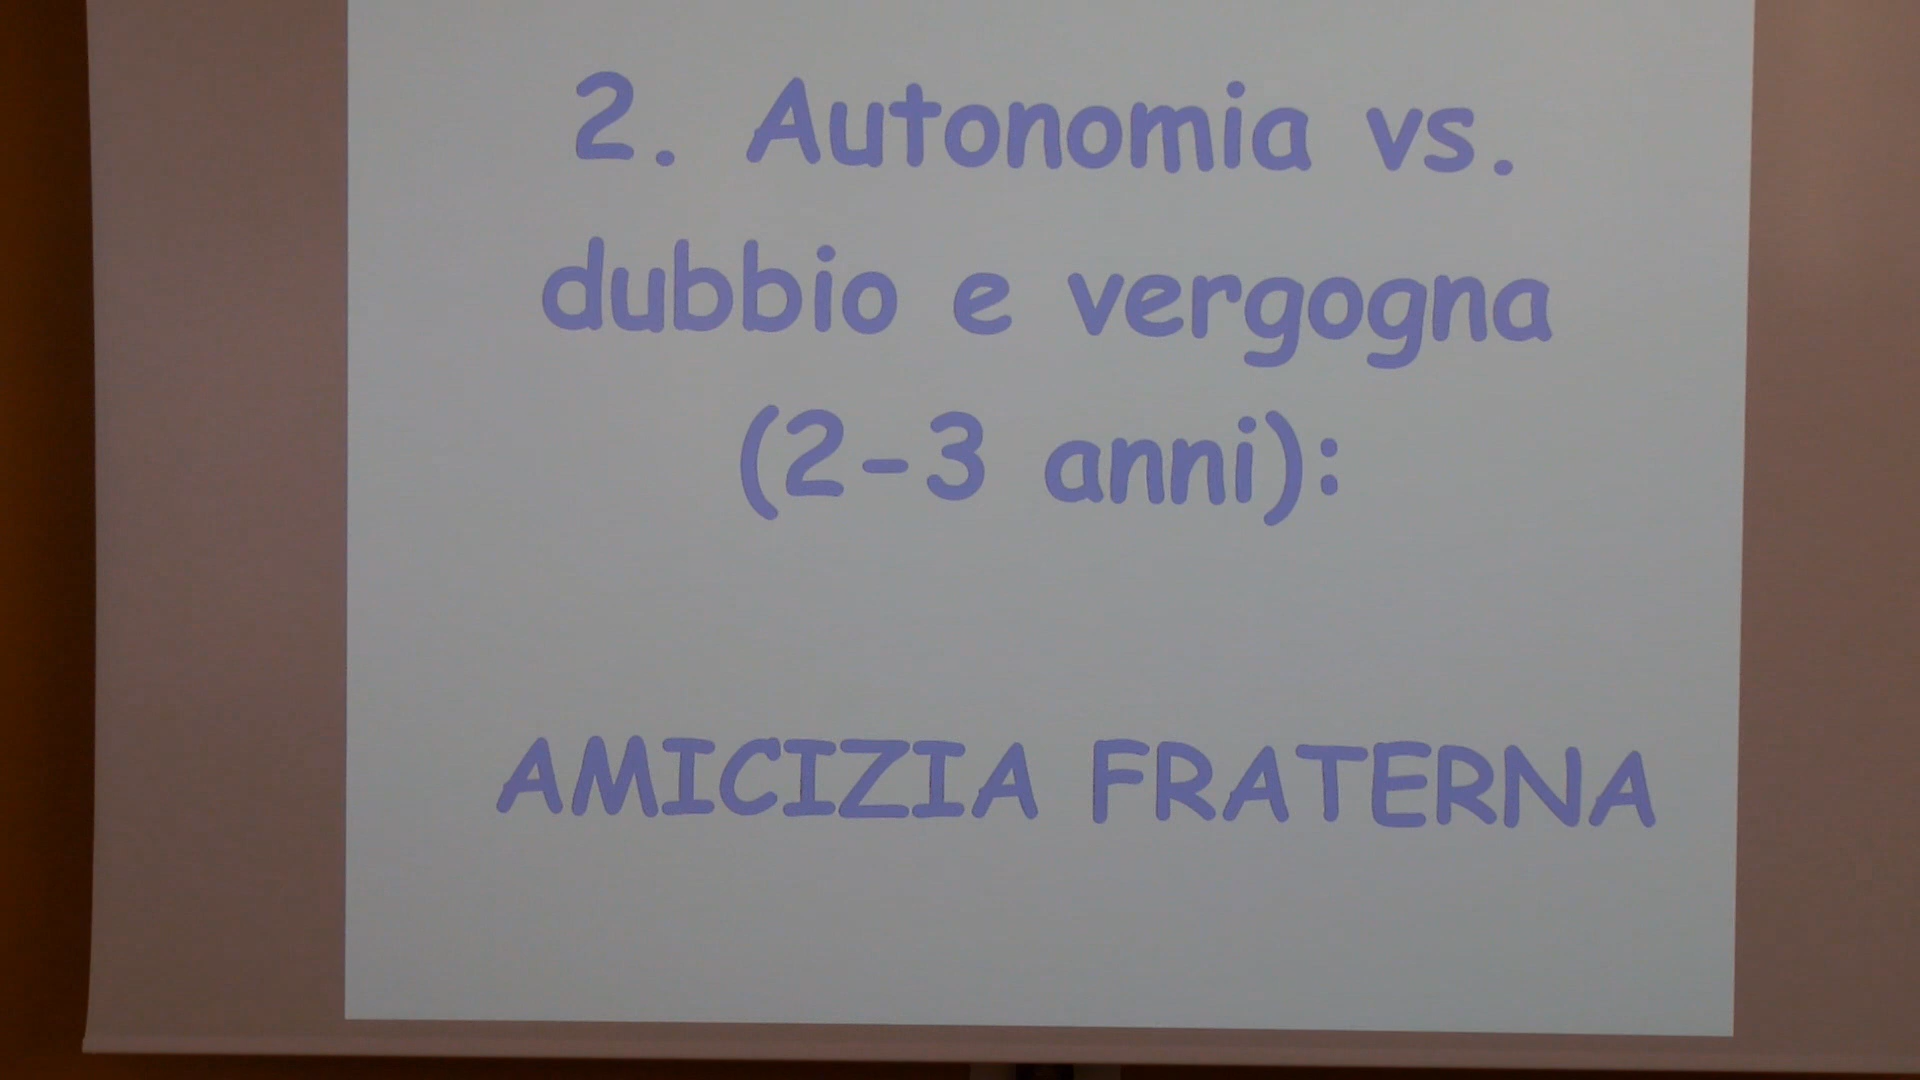 2. Autonomia vs.
dubbio e vergogna
(2-3 anni):
AMICIZIA FRATERNA